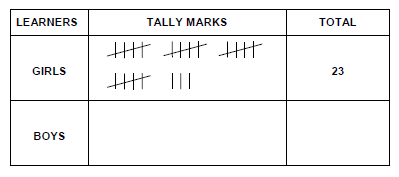 LEARNERS TALLY MARKS TOTAL
GIRLS 23
BOYS